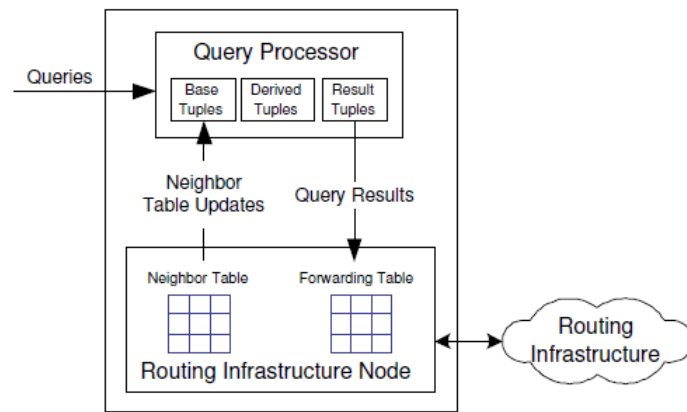 Query Processor
Queries
Base
Tuples
Derived
Tuples
Result
Tuples
Neighbor
Table Updates
Query Results
Neighbor Table
Forwarding Table
Routing Infrastructure Node
Routing
Infrastructure